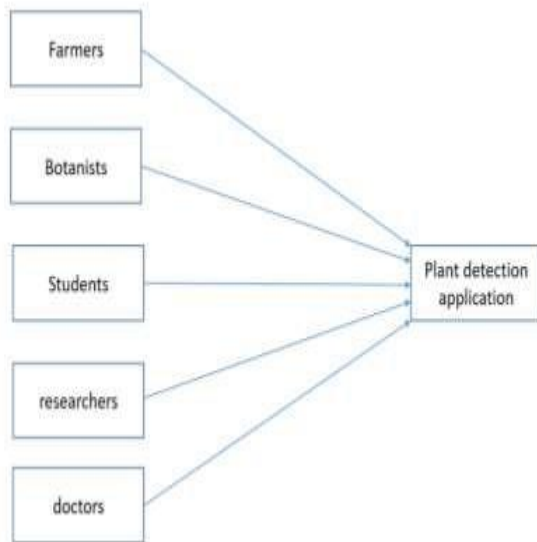 Farmers
Botanists
Students
researchers
doctors
Plant detection
application